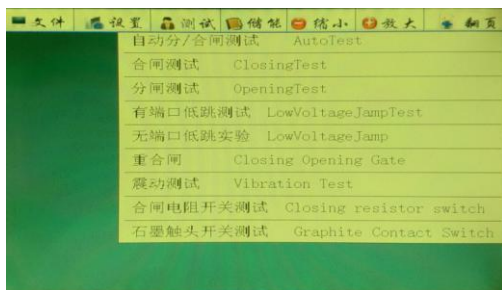 文件 设置 测试 储能 缩小 放大 翻页
自动分/合闸测试 AutoTest
合闸测试 ClosingTest
分闸测试 OpeningTest
有端口低跳测试 LowVoltageJampTest
无端口低跳实验 LowVoltageJamp
重合闸 Closing Opening Gate
震动测试 Vibration Test
合闸电阻开关测试 Closing resistor switch
石墨触头开关测试 Graphite Contact Switch